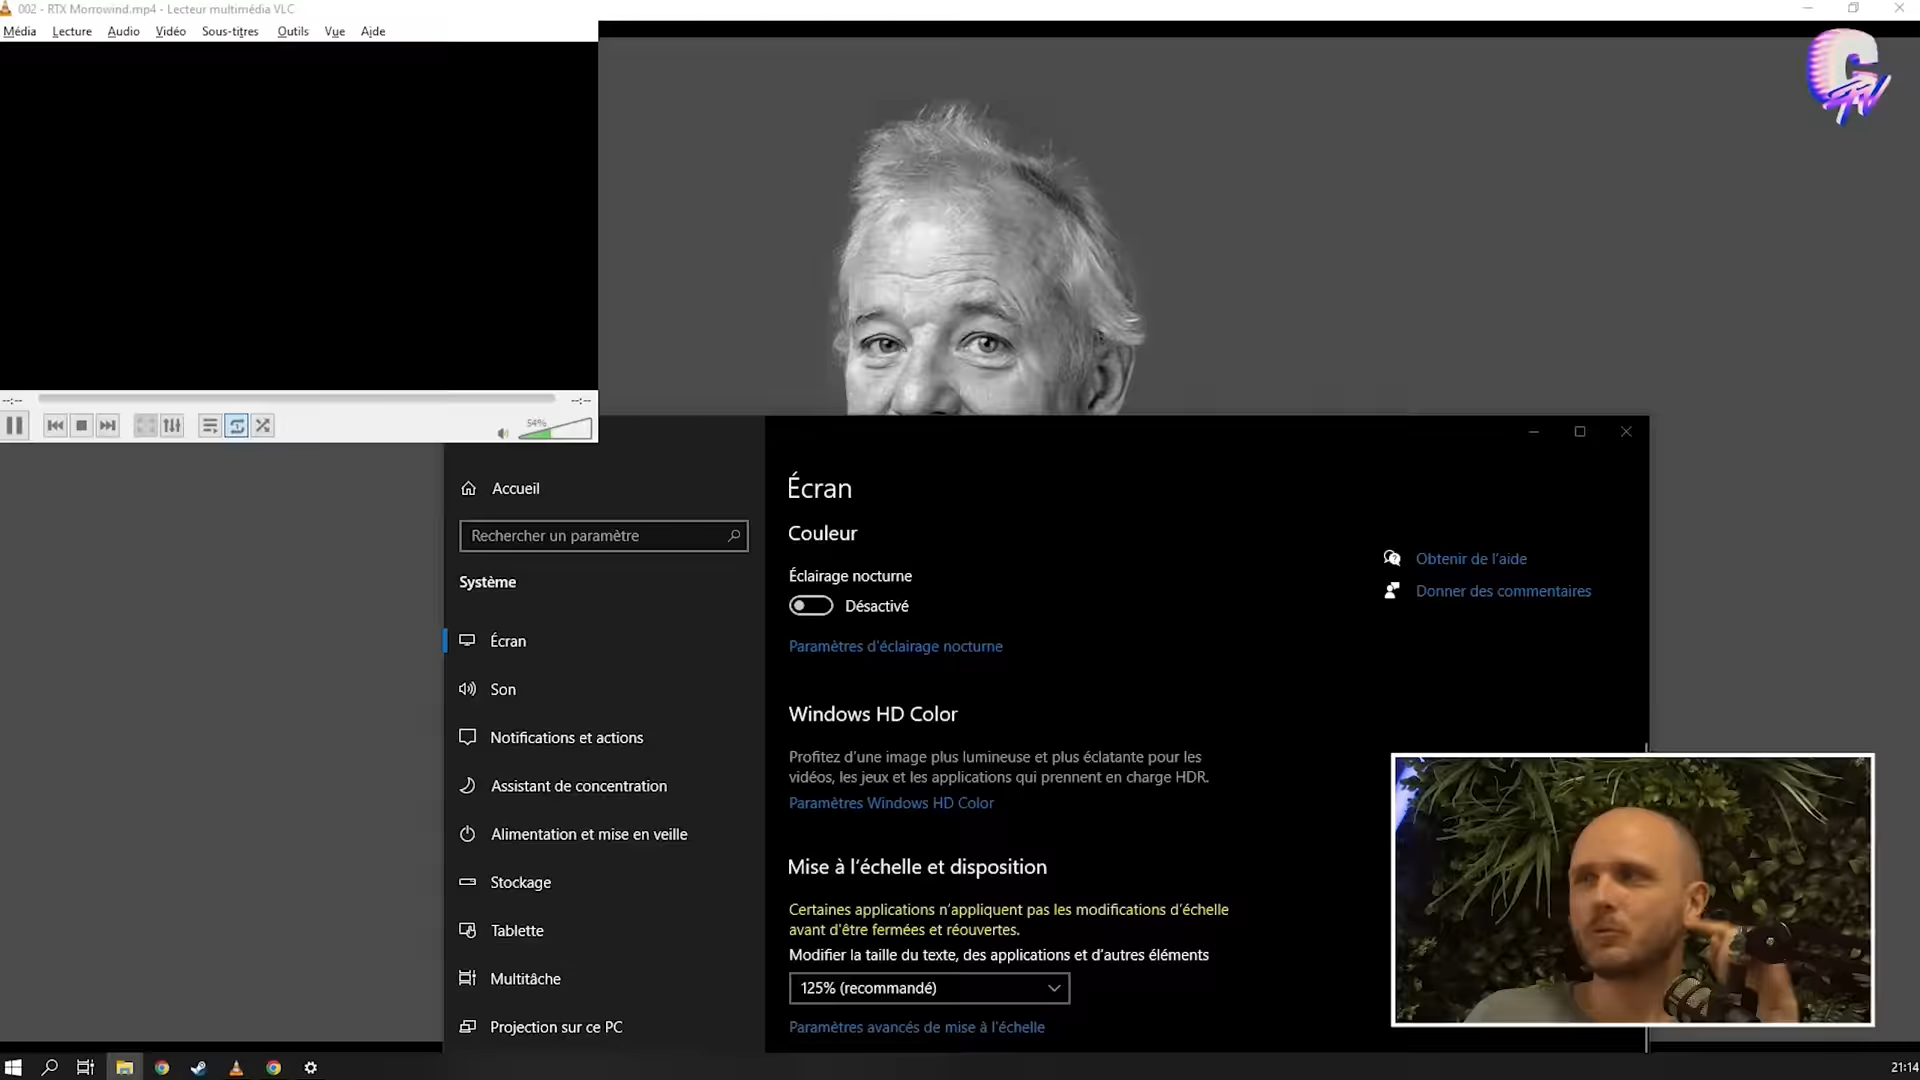 002 - RTX Morrowind.mp4 - Lecteur multimédia VLC
Média Lecture Audio Vidéo Sous-titres Outils Vue Aide
--:-- --:--
54%
Accueil
Rechercher un paramètre
Système
Écran
Son
Notifications et actions
Assistant de concentration
Alimentation et mise en veille
Stockage
Tablette
Multitâche
Projection sur ce PC
Écran
Couleur
Éclairage nocturne
Désactivé
Paramètres d'éclairage nocturne
Windows HD Color
Profitez d'une image plus lumineuse et plus éclatante pour les
vidéos, les jeux et les applications qui prennent en charge HDR.
Paramètres Windows HD Color
Mise à l'échelle et disposition
Certaines applications n'appliquent pas les modifications d'échelle
avant d'être fermées et réouvertes.
Modifier la taille du texte, des applications et d'autres éléments
125% (recommandé)
Paramètres avancés de mise à l'échelle
Obtenir de l'aide
Donner des commentaires
G TV
21:14